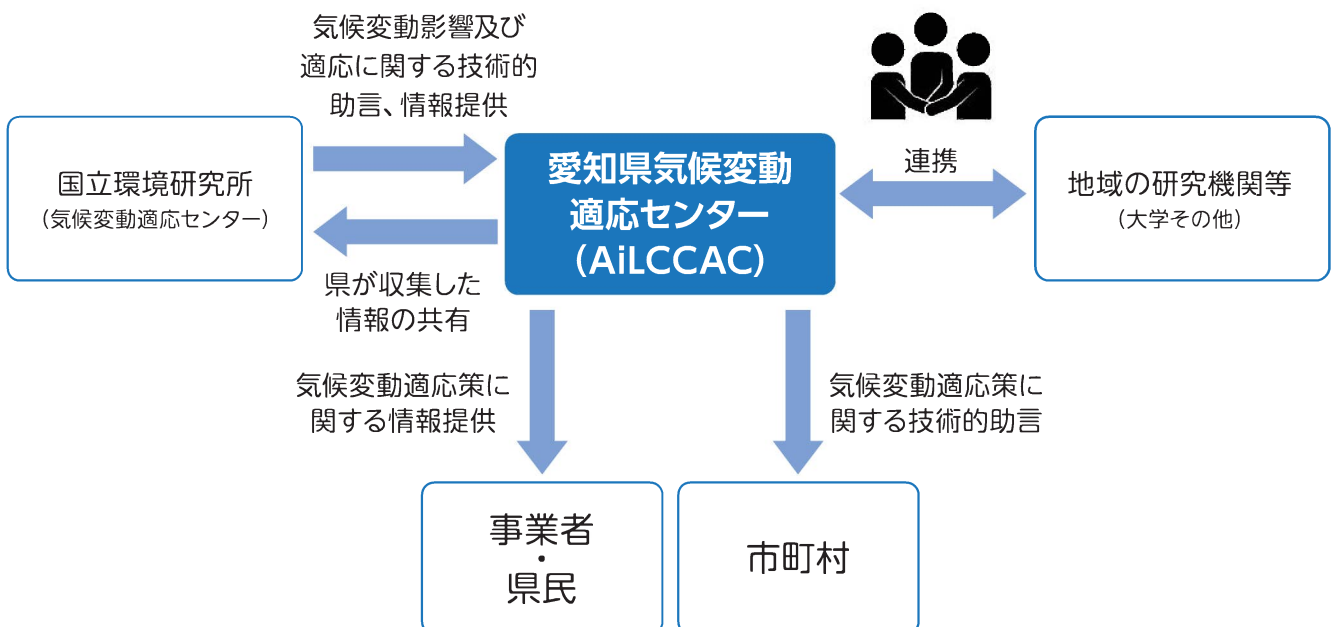 気候変動影響及び
適応に関する技術的
助言、情報提供
国立環境研究所
（気候変動適応センター）
県が収集した
情報の共有
愛知県気候変動
適応センター
（AiLCCAC）
連携
地域の研究機関等
（大学その他）
気候変動適応策に
関する情報提供
気候変動適応策に
関する技術的助言
事業者
・
県民
市町村